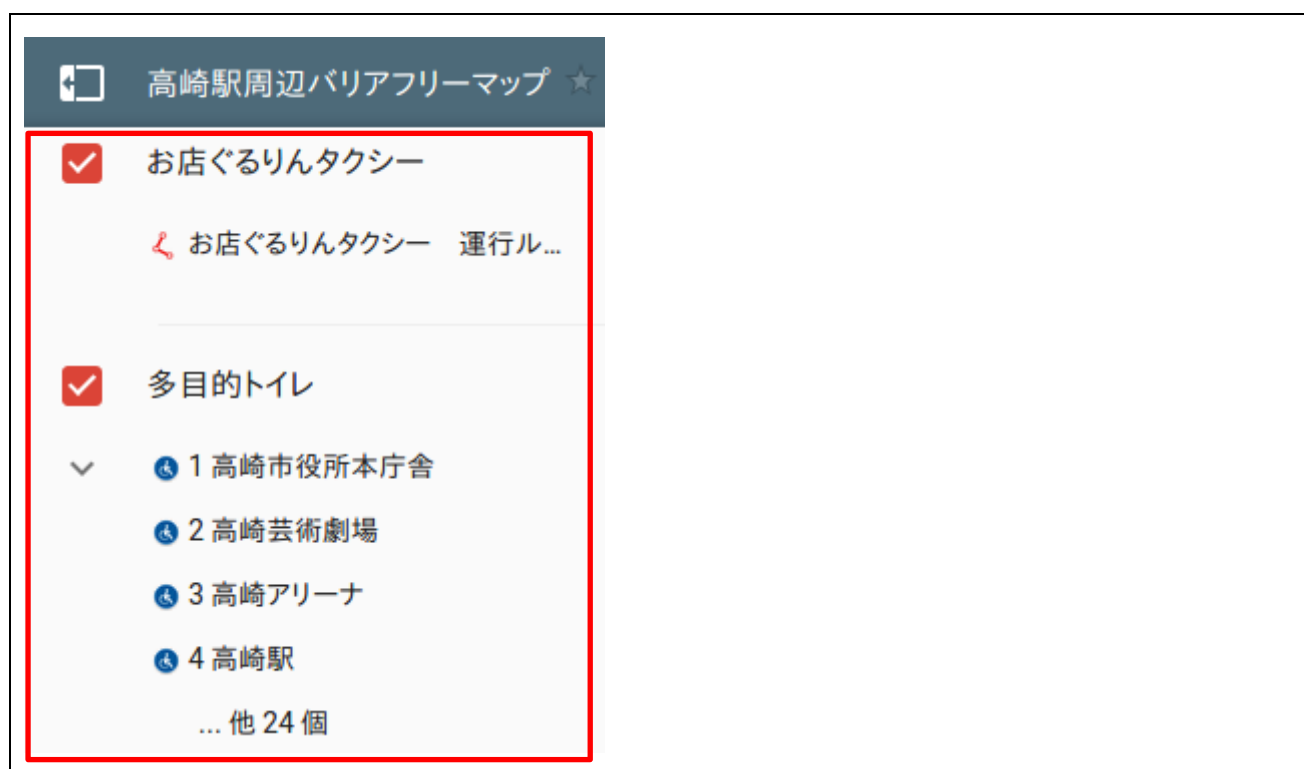 高崎駅周辺バリアフリーマップ
お店ぐるりんタクシー
お店ぐるりんタクシー　運行ル...
多目的トイレ
1 高崎市役所本庁舎
2 高崎芸術劇場
3 高崎アリーナ
4 高崎駅
... 他 24 個